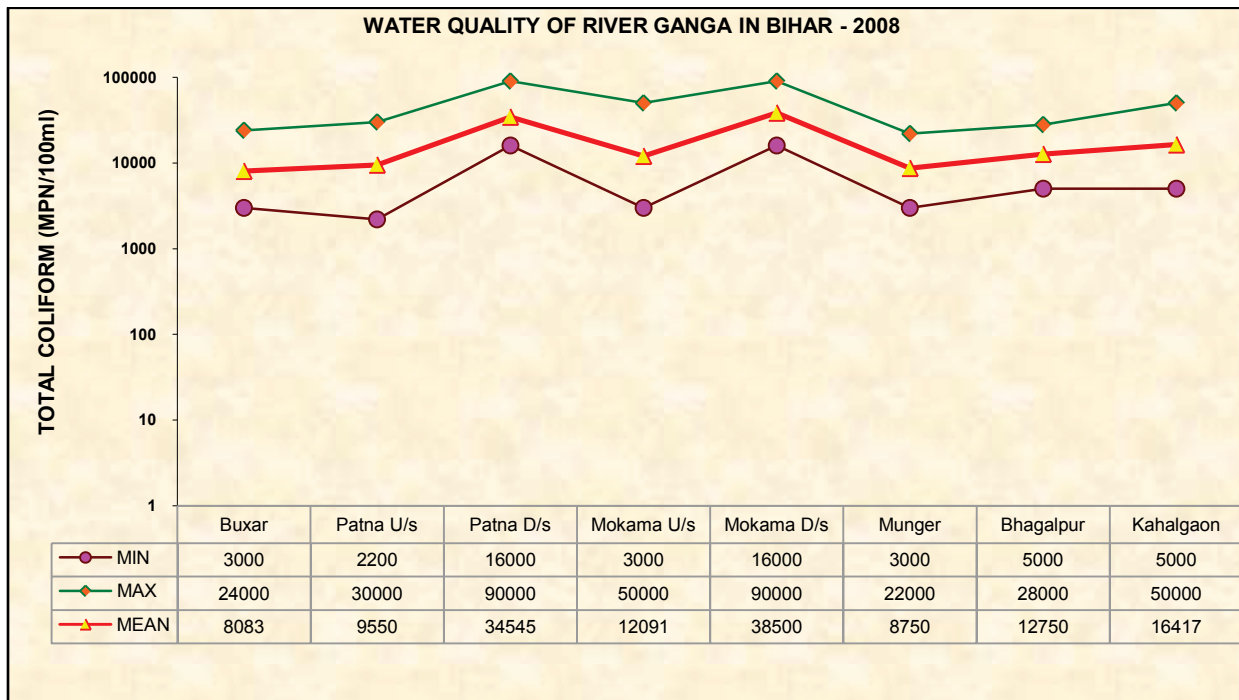 WATER QUALITY OF RIVER GANGA IN BIHAR - 2008
TOTAL COLIFORM (MPN/100ml)
100000
10000
1000
100
10
1
Buxar Patna U/s Patna D/s Mokama U/s Mokama D/s Munger Bhagalpur Kahalgaon
MIN 3000 2200 16000 3000 16000 3000 5000 5000
MAX 24000 30000 90000 50000 90000 22000 28000 50000
MEAN 8083 9550 34545 12091 38500 8750 12750 16417